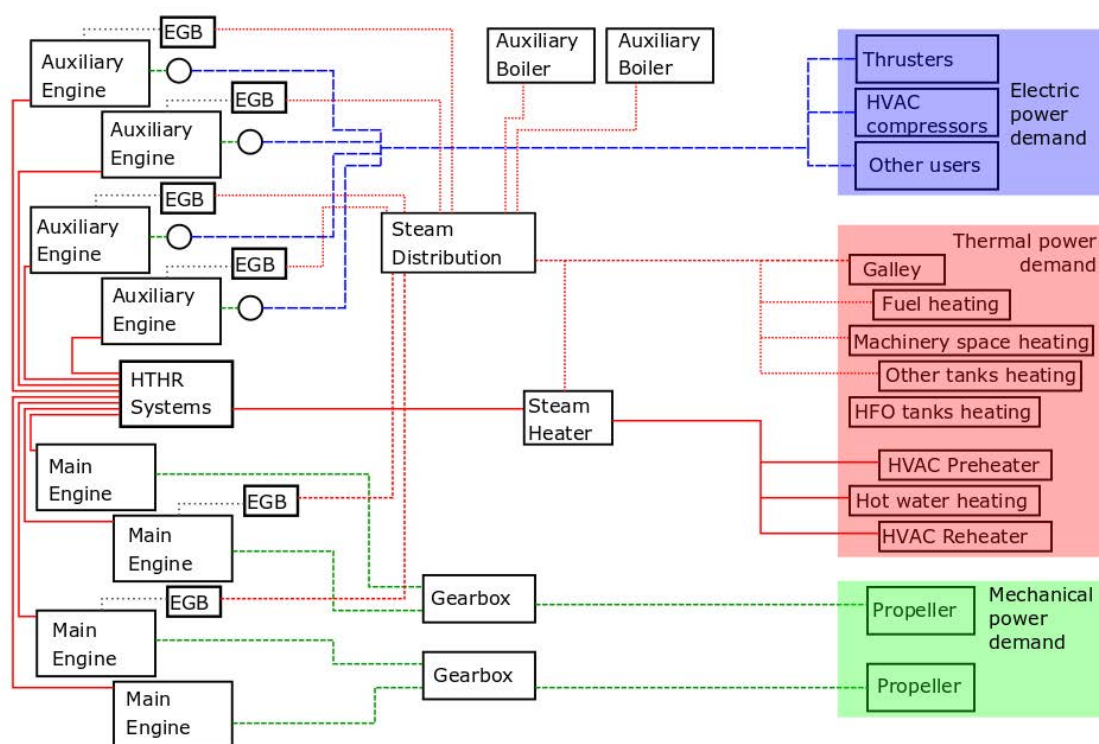 EGB
Auxiliary
Engine
EGB
Auxiliary
Engine
EGB
Auxiliary
Engine
EGB
Auxiliary
Engine
Auxiliary
Boiler
Auxiliary
Boiler
Steam
Distribution
HTHR
Systems
Steam
Heater
Main
Engine
EGB
Main
Engine
EGB
Main
Engine
Main
Engine
Gearbox
Gearbox
Thrusters
HVAC
compressors
Other users
Electric
power
demand
Thermal power
demand
Galley
Fuel heating
Machinery space heating
Other tanks heating
HFO tanks heating
HVAC Preheater
Hot water heating
HVAC Reheater
Propeller
Mechanical
power
demand
Propeller